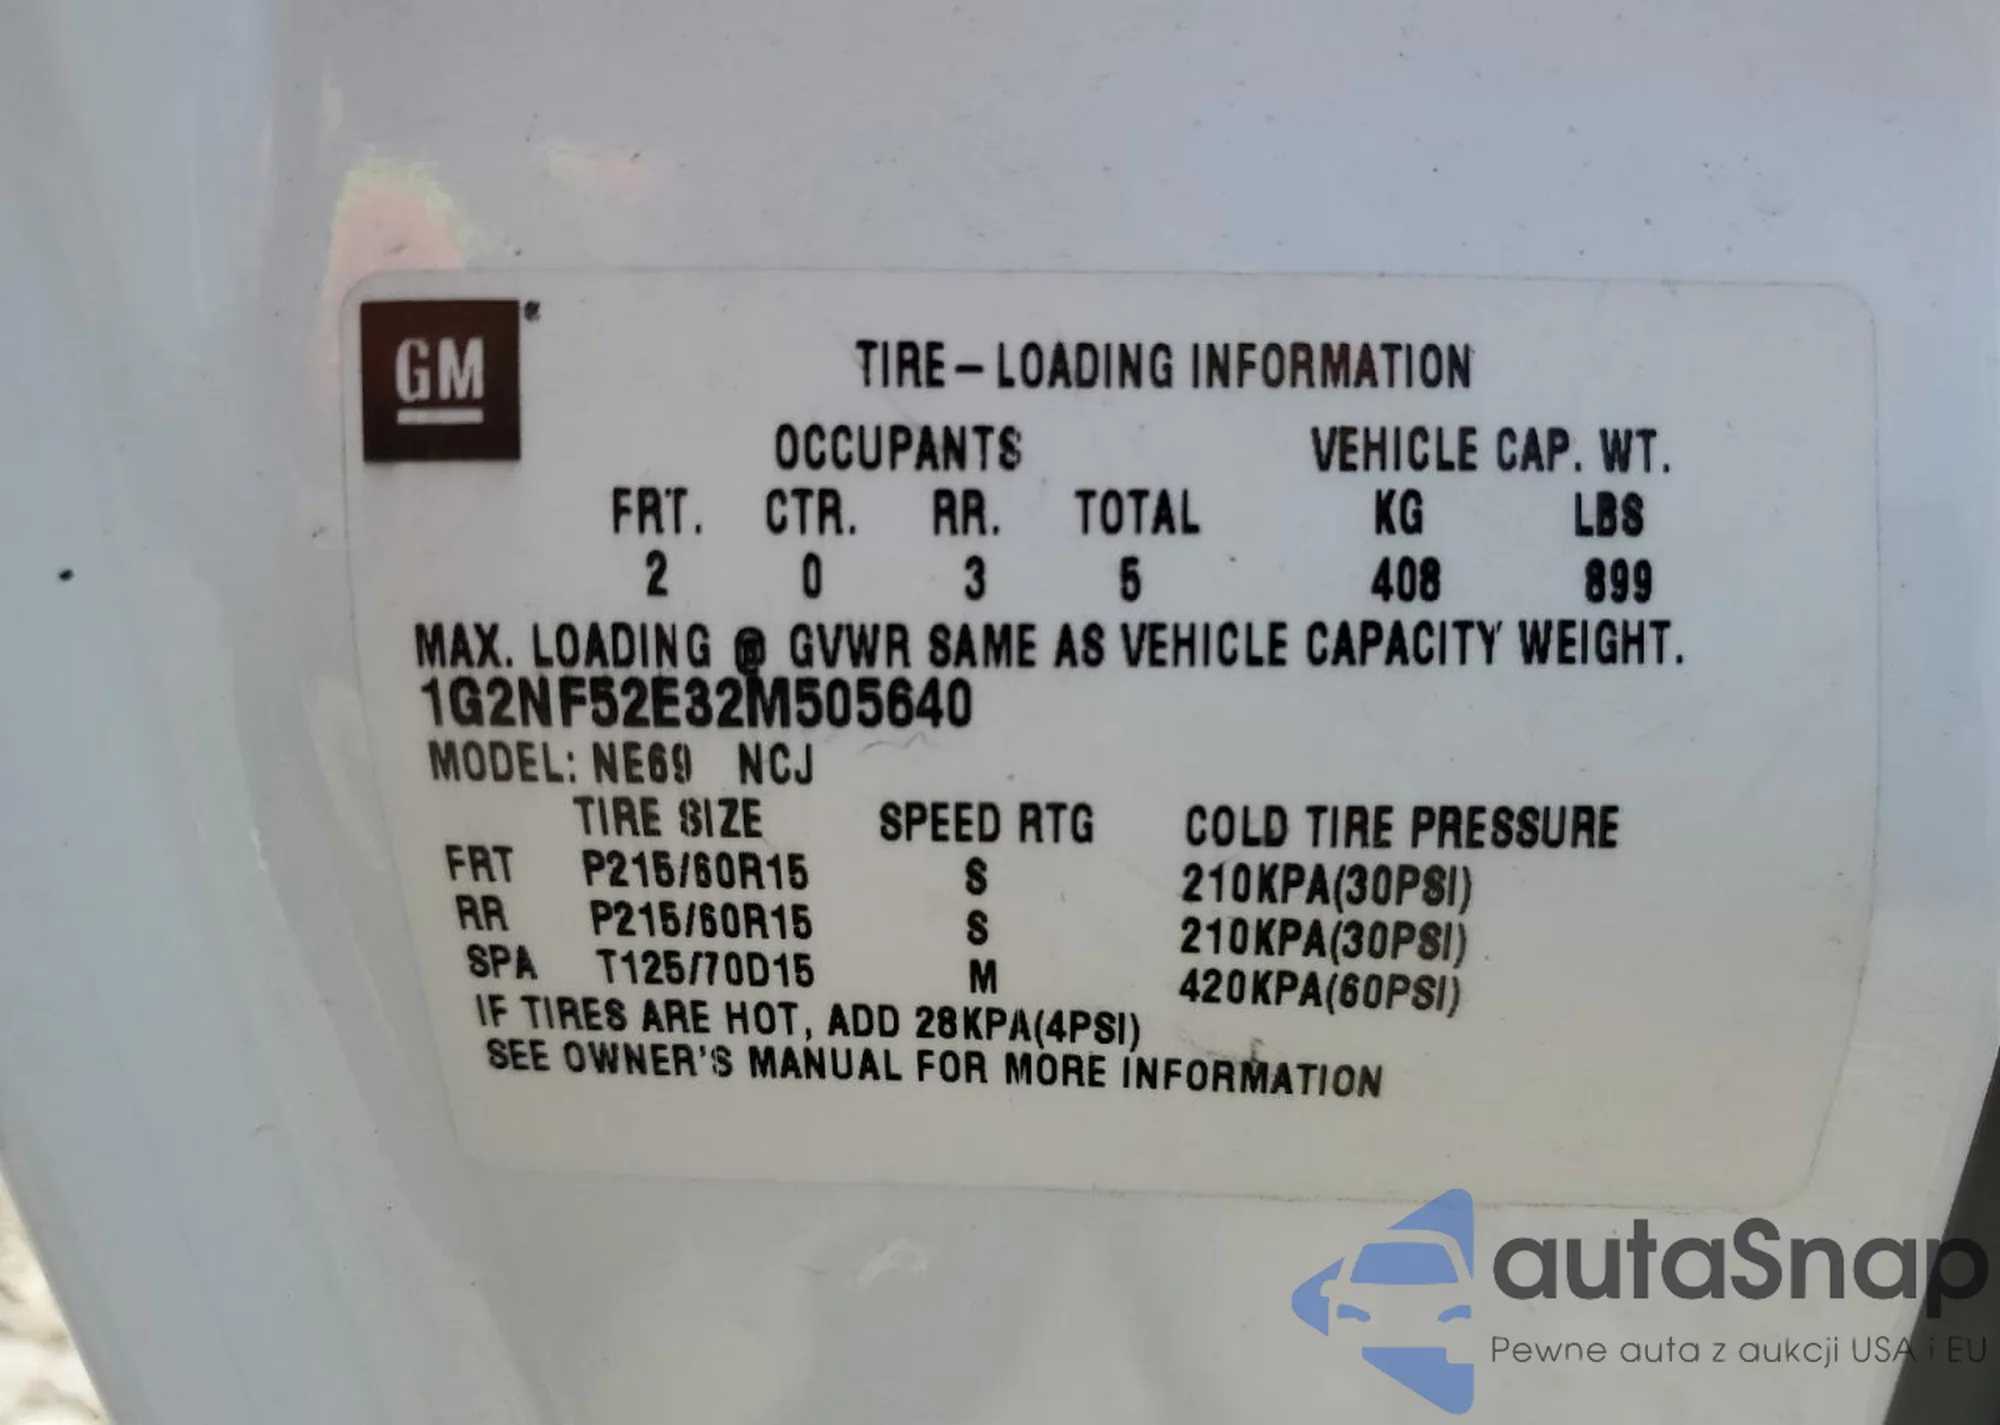 GM
TIRE-LOADING INFORMATION
OCCUPANTS VEHICLE CAP. WT.
FRT. CTR. RR. TOTAL KG LBS
2 0 3 5 408 899
MAX. LOADING @ GVWR SAME AS VEHICLE CAPACITY WEIGHT.
1G2NF52E32M505640
MODEL: NE69 NCJ
TIRE SIZE SPEED RTG COLD TIRE PRESSURE
FRT P215/60R15 S 210KPA(30PSI)
RR P215/60R15 S 210KPA(30PSI)
SPA T125/70D15 M 420KPA(60PSI)
IF TIRES ARE HOT, ADD 28KPA(4PSI)
SEE OWNER'S MANUAL FOR MORE INFORMATION
autaSnap
Pewne auta z aukcji USA i EU